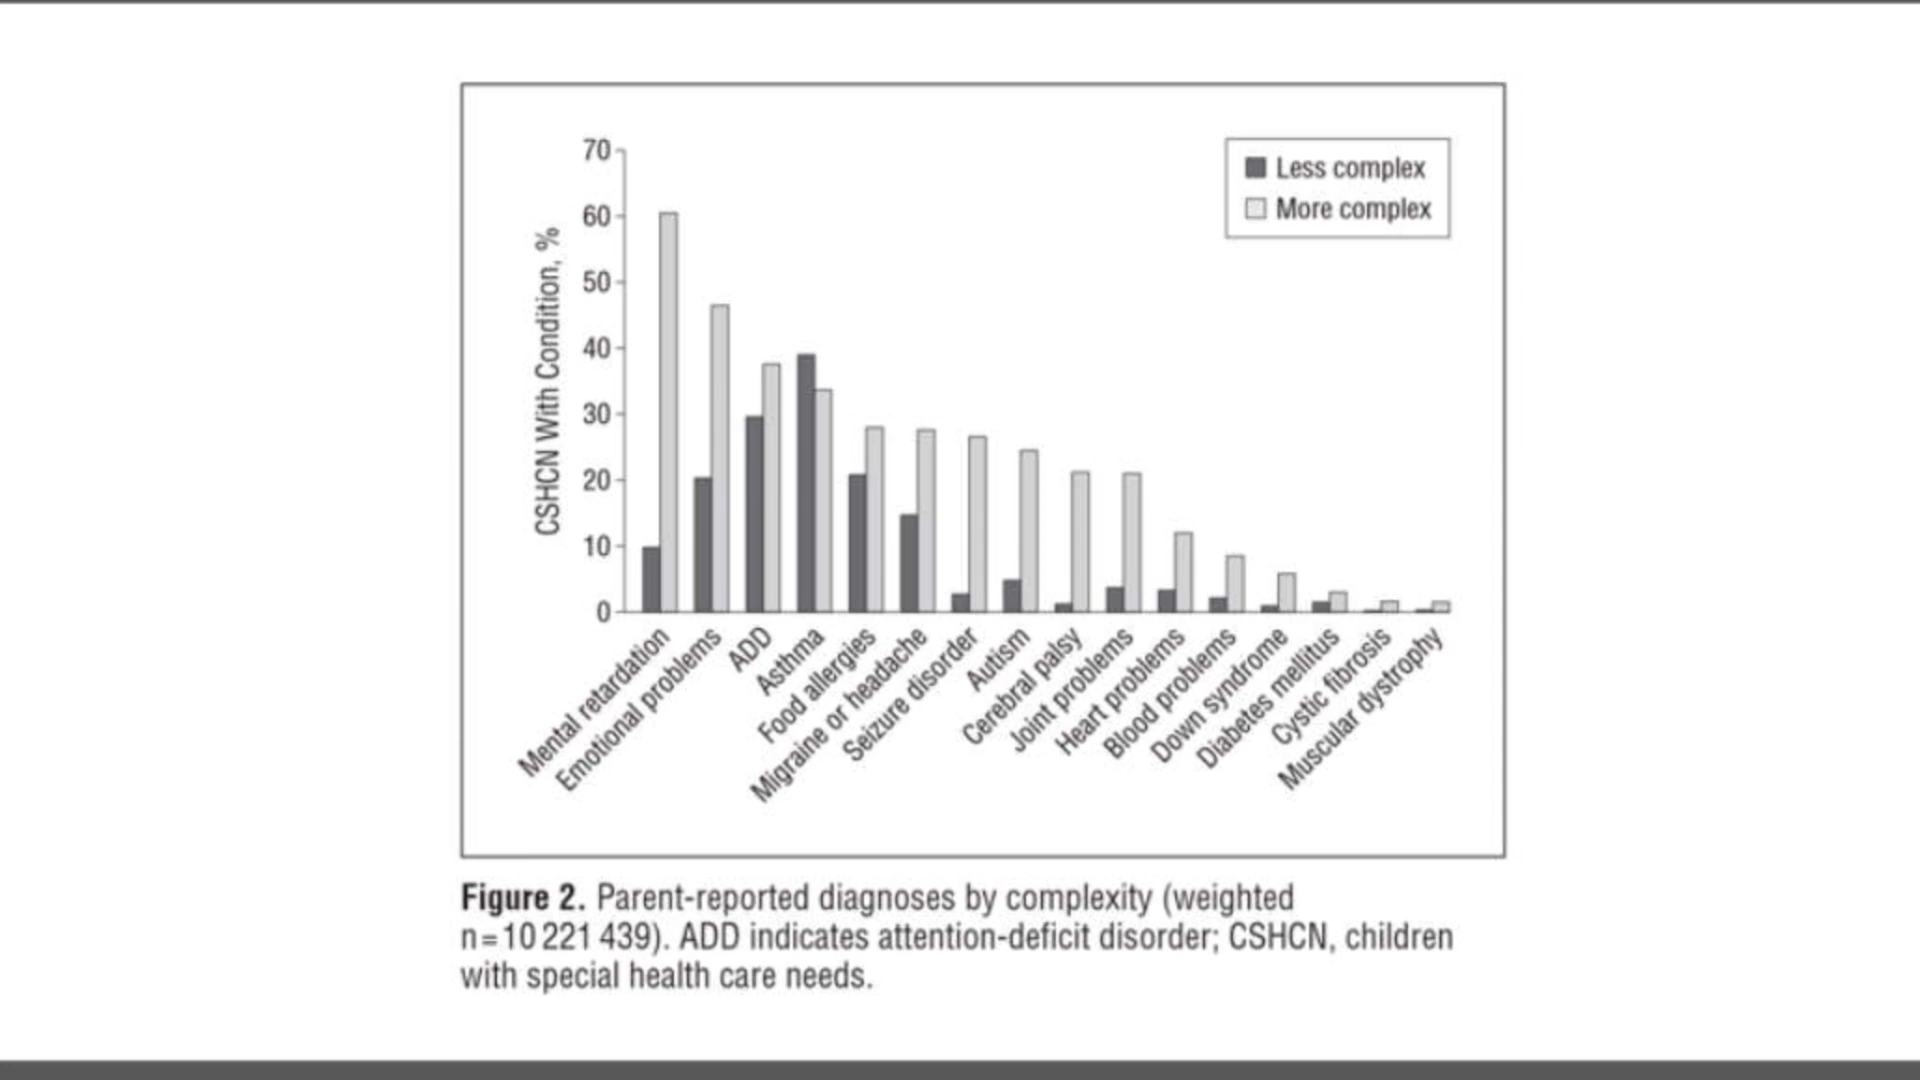 70
60
50
40
30
20
10
0
CSHCN With Condition, %
Less complex
More complex
Mental retardation
Emotional problems
ADD
Asthma
Food allergies
Migraine or headache
Seizure disorder
Autism
Cerebral palsy
Joint problems
Heart problems
Blood problems
Down syndrome
Diabetes mellitus
Cystic fibrosis
Muscular dystrophy
Figure 2. Parent-reported diagnoses by complexity (weighted
n=10 221 439). ADD indicates attention-deficit disorder; CSHCN, children
with special health care needs.